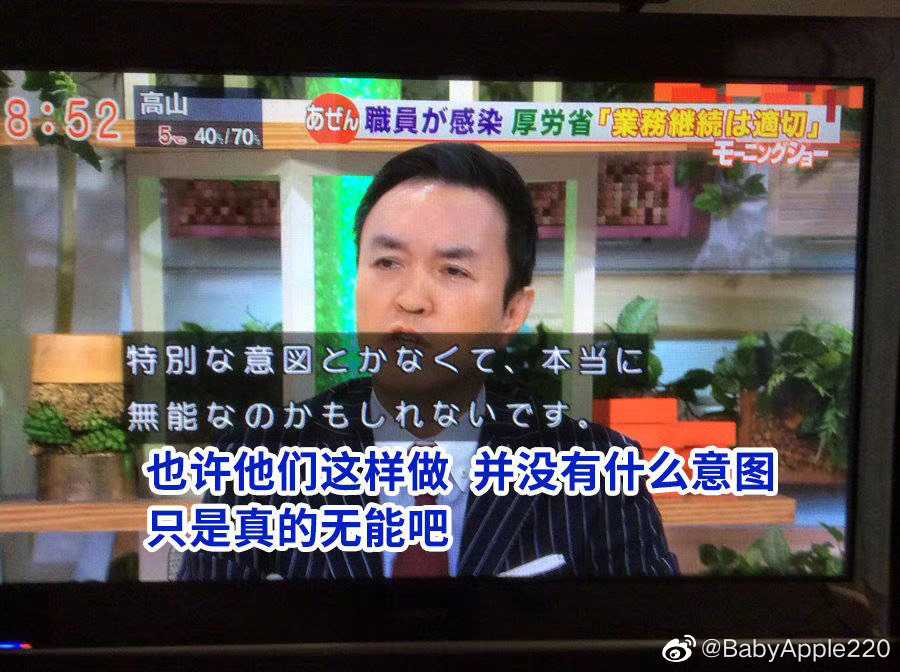 8:52
高山
5℃ 40%/70%
あぜん 職員が感染 厚労省「業務継続は適切」
モーニングショー
特別な意図とかなくて、本当に
無能なのかもしれないです。
也许他们这样做 并没有什么意图
只是真的无能吧
@BabyApple220